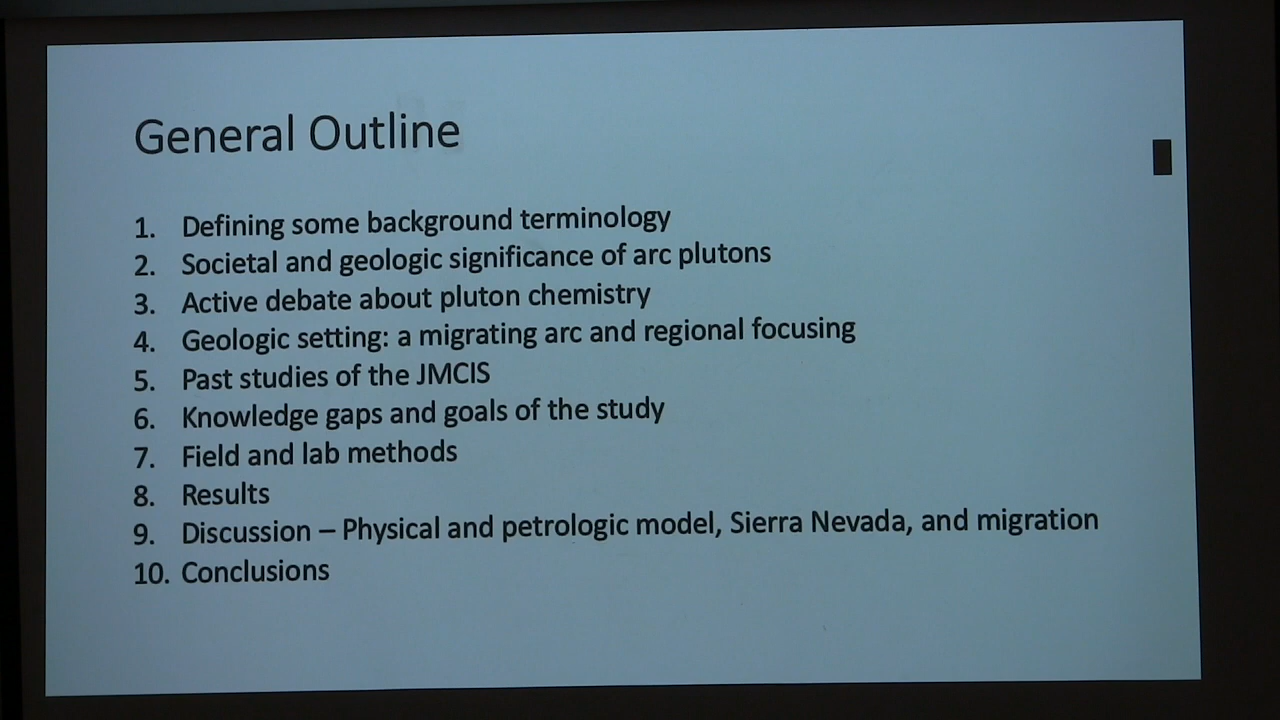 General Outline
1. Defining some background terminology
2. Societal and geologic significance of arc plutons
3. Active debate about pluton chemistry
4. Geologic setting: a migrating arc and regional focusing
5. Past studies of the JMCIS
6. Knowledge gaps and goals of the study
7. Field and lab methods
8. Results
9. Discussion – Physical and petrologic model, Sierra Nevada, and migration
10. Conclusions